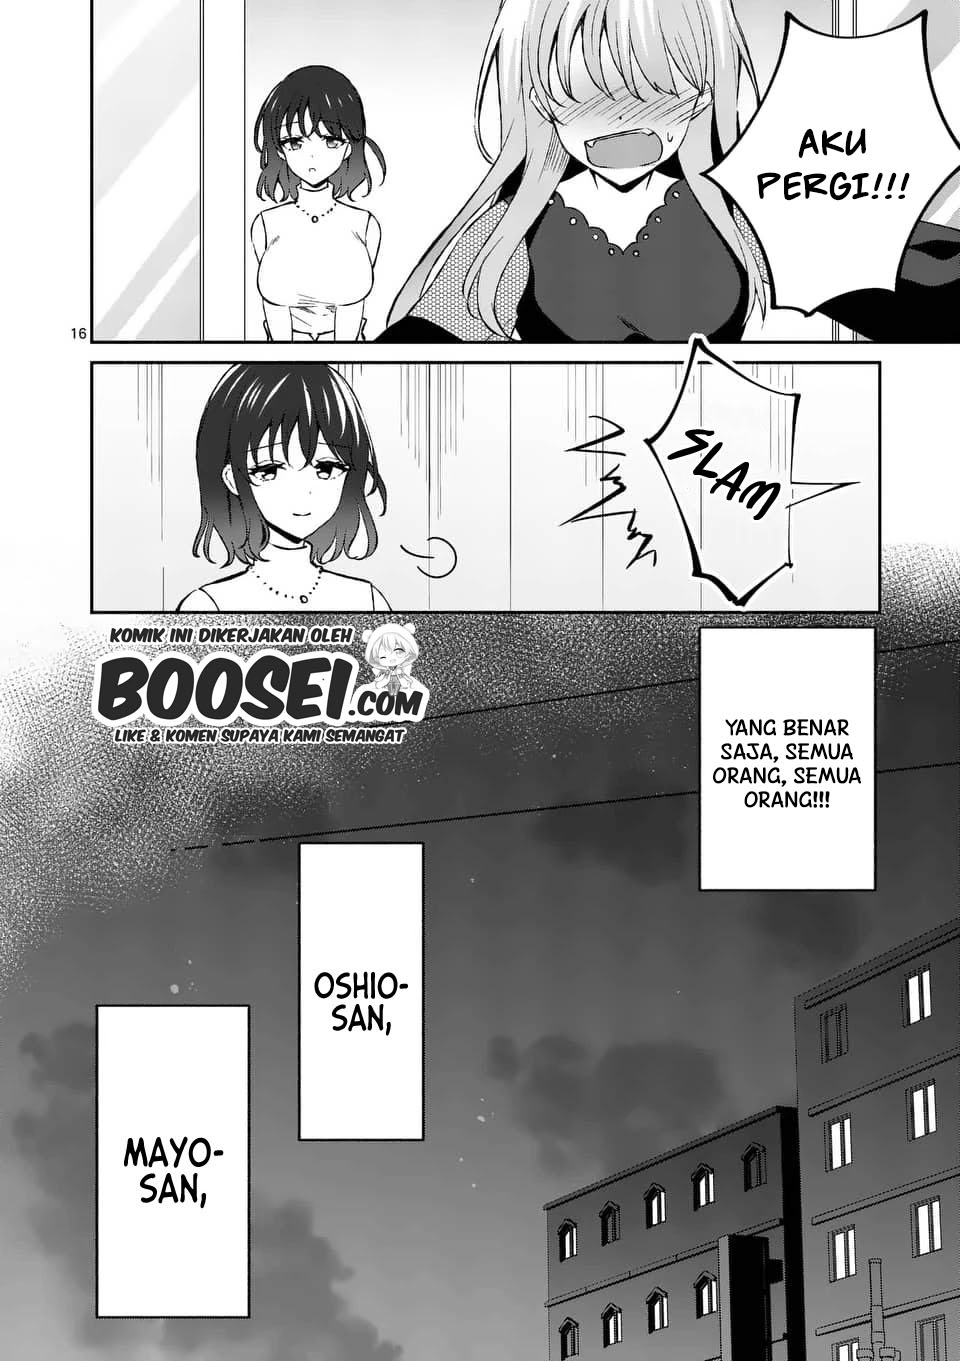 AKU
PERGI!!!
16
SLAM
KOMIK INI DIKERJAKAN OLEH
BOOSEI.COM
LIKE & KOMEN SUPAYA KAMI SEMANGAT
YANG BENAR
SAJA, SEMUA
ORANG, SEMUA
ORANG!!!
OSHIO-
SAN,
MAYO-
SAN,